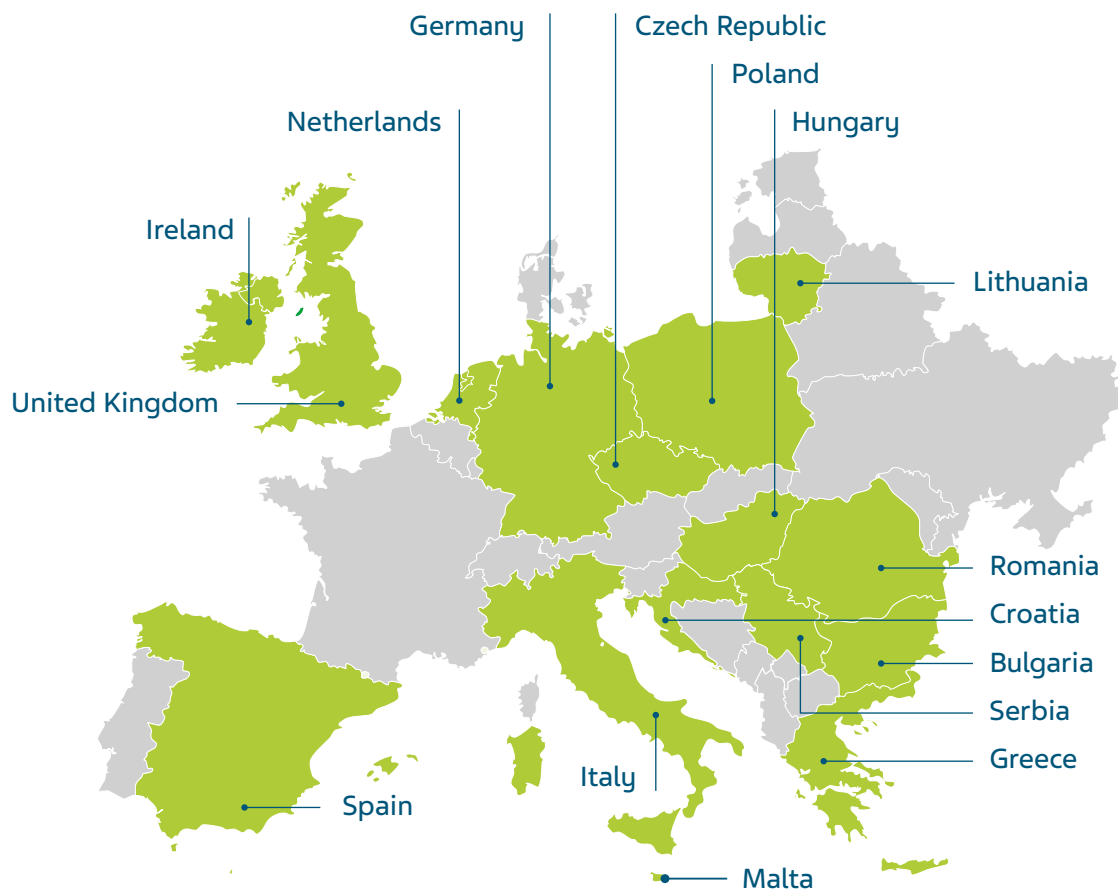 Germany
Czech Republic
Poland
Netherlands
Hungary
Ireland
Lithuania
United Kingdom
Romania
Croatia
Bulgaria
Serbia
Greece
Italy
Spain
Malta